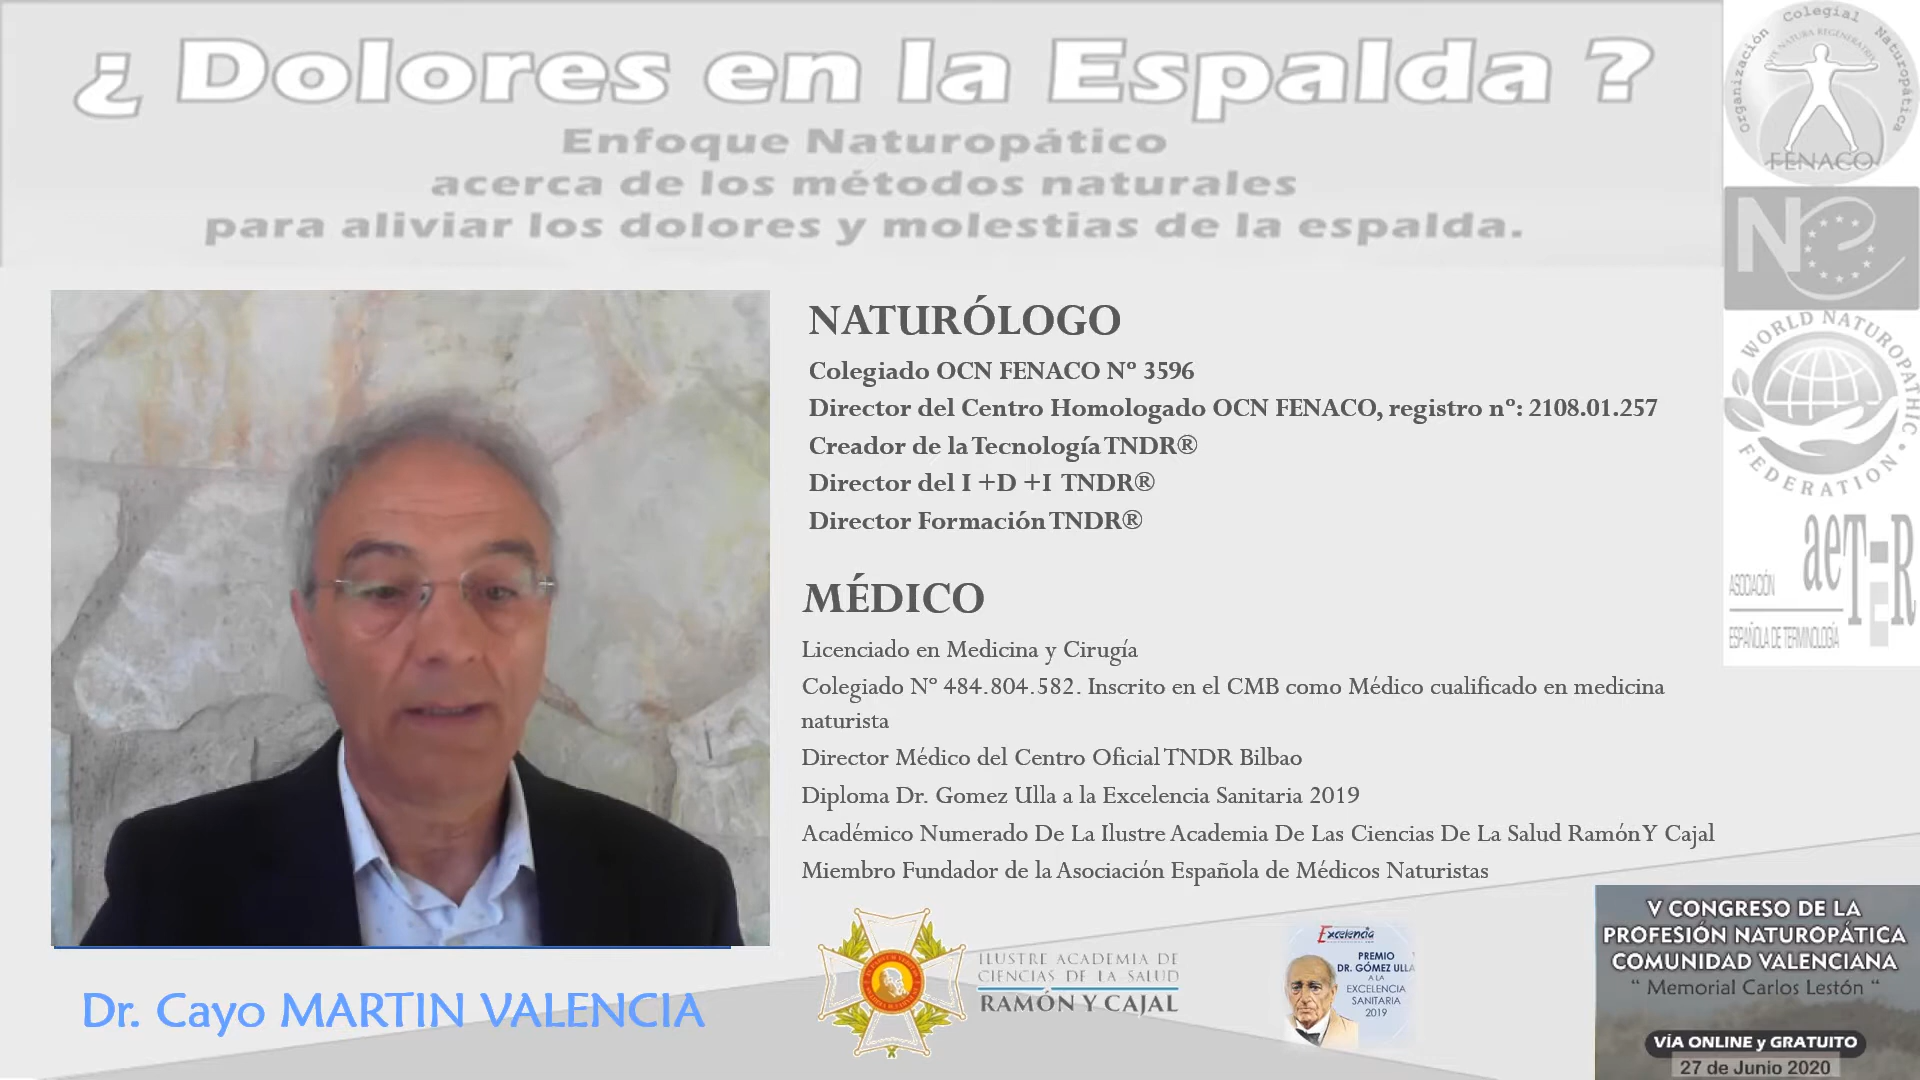 ¿ Dolores en la Espalda ?
Enfoque Naturopático
acerca de los métodos naturales
para aliviar los dolores y molestias de la espalda.
Organización Colegial Naturopática
VIS NATURA REGENERATRIX
FENACO
Ne
WORLD NATUROPATHIC FEDERATION
aeTER
ASOCIACIÓN
ESPAÑOLA DE TERMINOLOGÍA
NATURÓLOGO
Colegiado OCN FENACO Nº 3596
Director del Centro Homologado OCN FENACO, registro nº: 2108.01.257
Creador de la Tecnología TNDR®
Director del I +D +I TNDR®
Director Formación TNDR®
MÉDICO
Licenciado en Medicina y Cirugía
Colegiado Nº 484.804.582. Inscrito en el CMB como Médico cualificado en medicina
naturista
Director Médico del Centro Oficial TNDR Bilbao
Diploma Dr. Gomez Ulla a la Excelencia Sanitaria 2019
Académico Numerado De La Ilustre Academia De Las Ciencias De La Salud Ramón Y Cajal
Miembro Fundador de la Asociación Española de Médicos Naturistas
Dr. Cayo MARTIN VALENCIA
ILUSTRE ACADEMIA DE
CIENCIAS DE LA SALUD
RAMÓN Y CAJAL
Excelencia
PREMIO
DR. GÓMEZ ULLA
A LA
EXCELENCIA
SANITARIA
2019
V CONGRESO DE LA
PROFESIÓN NATUROPÁTICA
COMUNIDAD VALENCIANA
“ Memorial Carlos Lestón “
VÍA ONLINE y GRATUITO
27 de Junio 2020